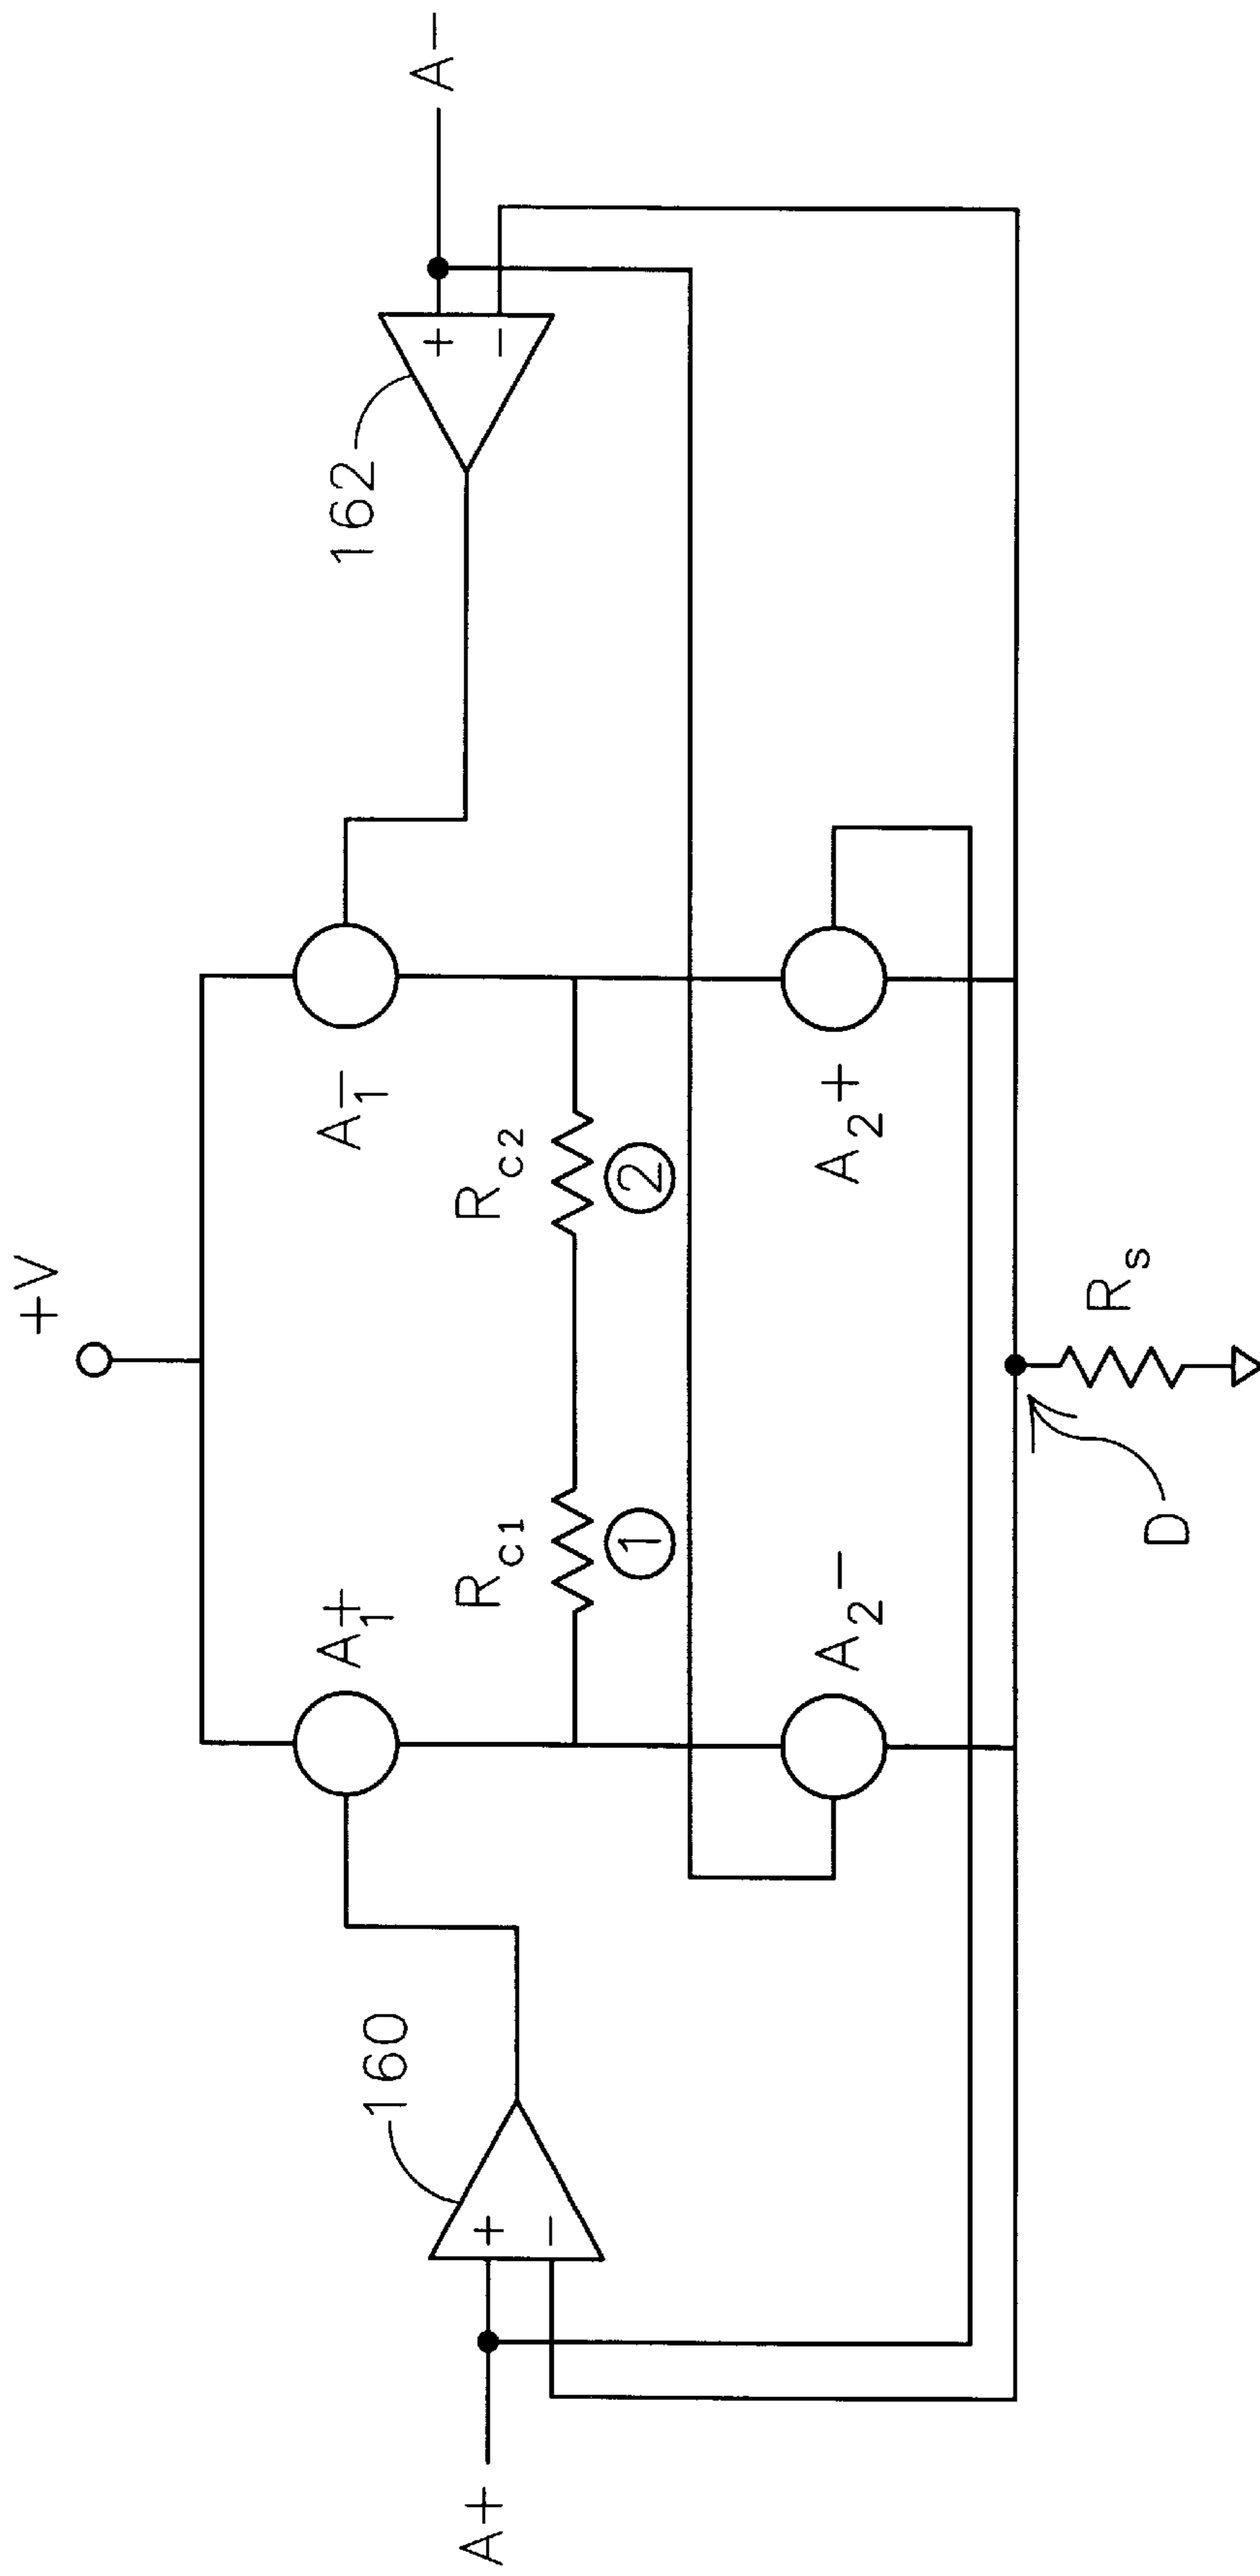 +V
A-
162
A1+
A1-
160
Rc1
Rc2
+
-
1
2
+
-
A+
A2-
A2+
D
Rs